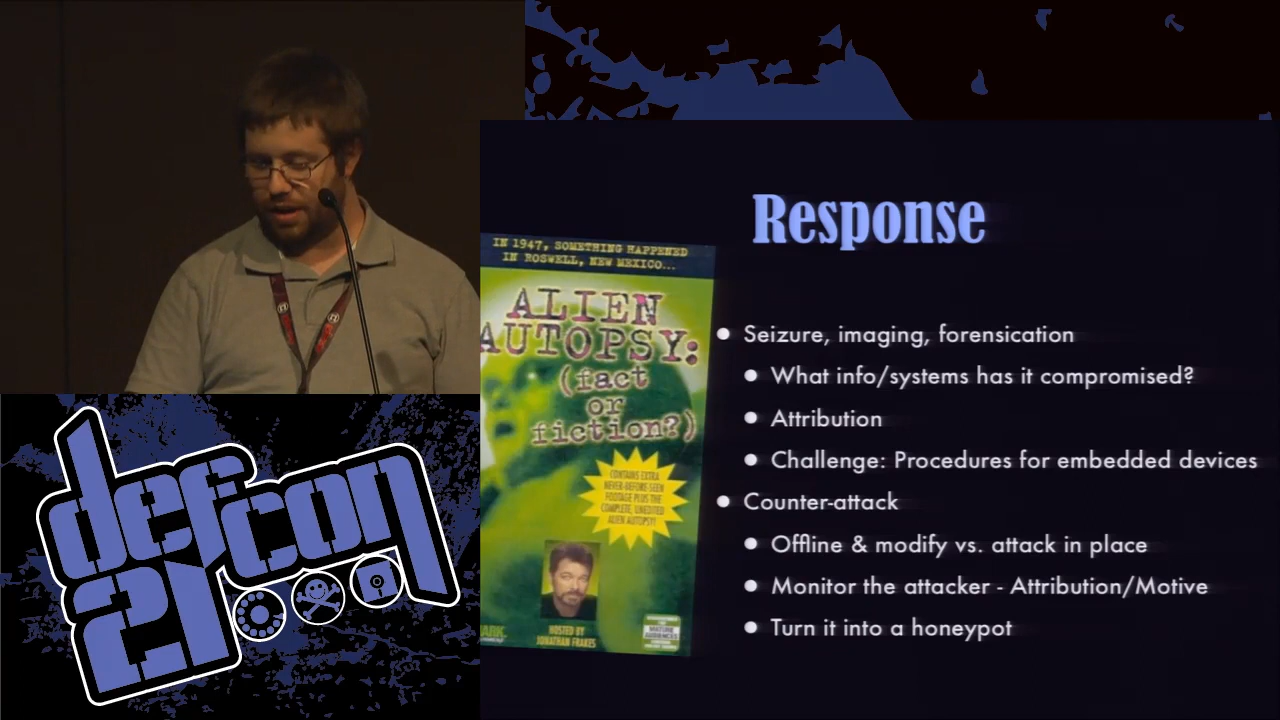 Response
IN 1947, SOMETHING HAPPENED
IN ROSWELL, NEW MEXICO...
ALIEN
AUTOPSY:
(fact
or
fiction?)
CONTAINS EXTRA
NEVER-BEFORE-SEEN
FOOTAGE PLUS THE
COMPLETE, UNEDITED
ALIEN AUTOPSY!
HOSTED BY
JONATHAN FRAKES
• Seizure, imaging, forensication
• What info/systems has it compromised?
• Attribution
• Challenge: Procedures for embedded devices
• Counter-attack
• Offline & modify vs. attack in place
• Monitor the attacker - Attribution/Motive
• Turn it into a honeypot
defcon
21